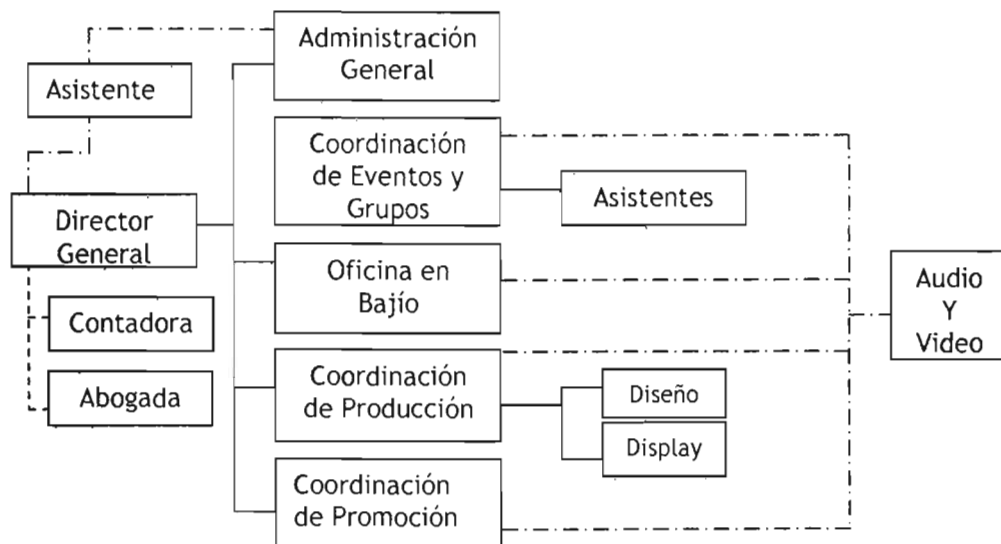 Administración
General
Asistente
Coordinación
de Eventos y
Grupos
Asistentes
Director
General
Oficina en
Bajío
Audio
Y
Video
Contadora
Abogada
Coordinación
de Producción
Diseño
Display
Coordinación
de Promoción